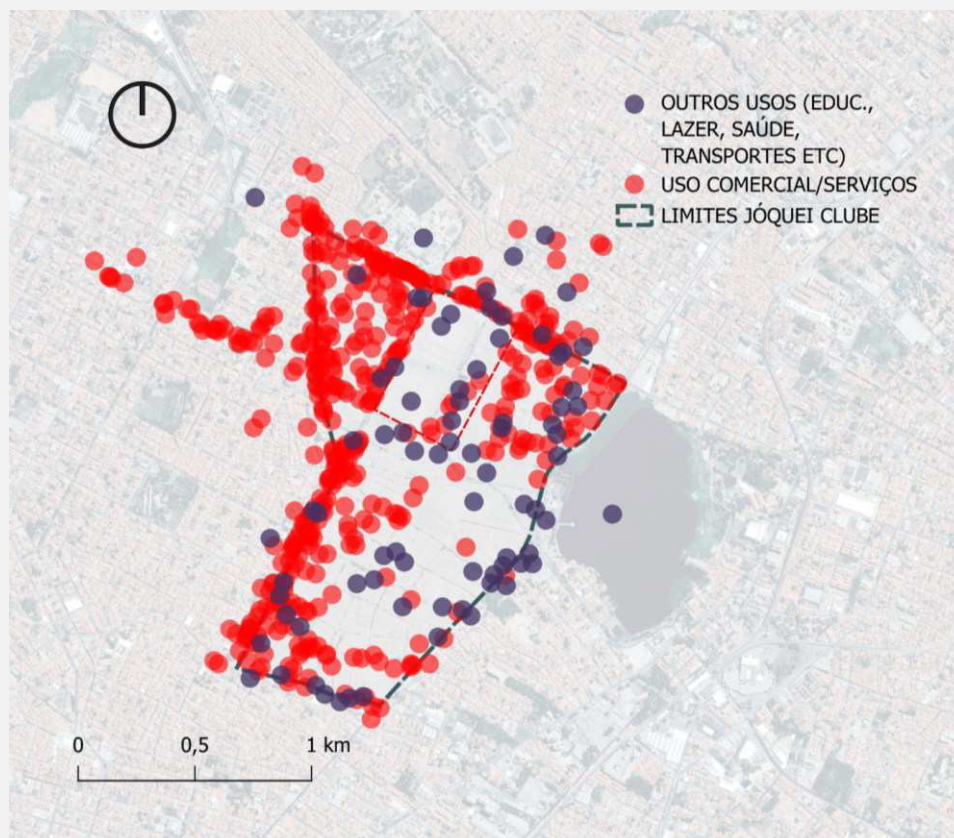 OUTROS USOS (EDUC.,
LAZER, SAÚDE,
TRANSPORTES ETC)
USO COMERCIAL/SERVIÇOS
LIMITES JÓQUEI CLUBE
0 0,5 1 km